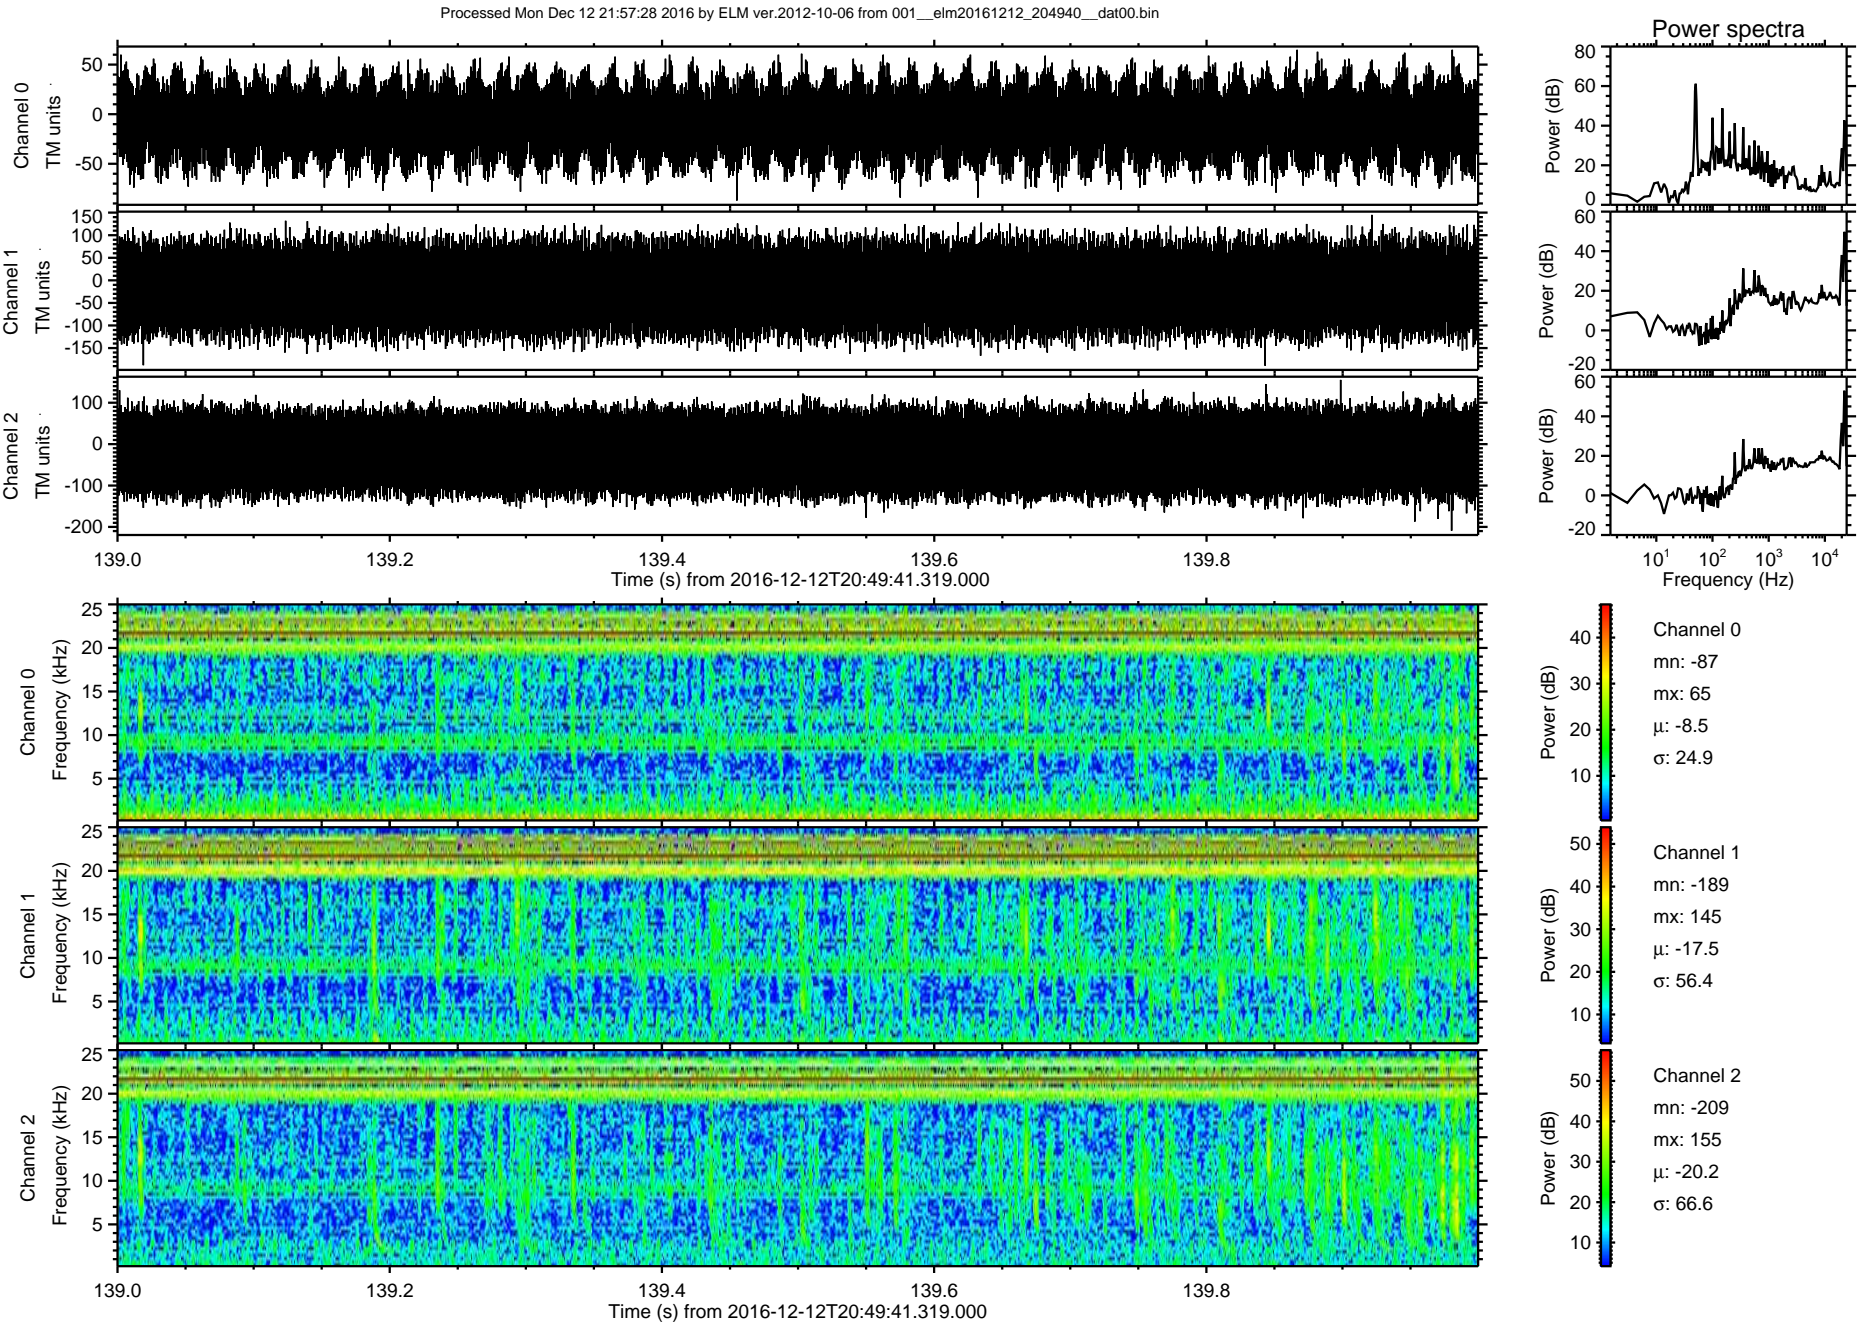 Processed Mon Dec 12 21:57:28 2016 by ELM ver.2012-10-06 from 001__elm20161212_204940__dat00.bin
Power spectra
Channel 0
TM units
50
0
-50
Power (dB)
80
60
40
20
0
Channel 1
TM units
150
100
50
0
-50
-100
-150
Power (dB)
60
40
20
0
-20
Channel 2
TM units
100
0
-100
-200
Power (dB)
60
40
20
0
-20
139.0 139.2 139.4 139.6 139.8
Time (s) from 2016-12-12T20:49:41.319.000
10¹ 10² 10³ 10⁴
Frequency (Hz)
Channel 0
Frequency (kHz)
25
20
15
10
5
Power (dB)
40
30
20
10
Channel 0
mn: -87
mx: 65
μ: -8.5
σ: 24.9
Channel 1
Frequency (kHz)
25
20
15
10
5
Power (dB)
50
40
30
20
10
Channel 1
mn: -189
mx: 145
μ: -17.5
σ: 56.4
Channel 2
Frequency (kHz)
25
20
15
10
5
Power (dB)
50
40
30
20
10
Channel 2
mn: -209
mx: 155
μ: -20.2
σ: 66.6
139.0 139.2 139.4 139.6 139.8
Time (s) from 2016-12-12T20:49:41.319.000